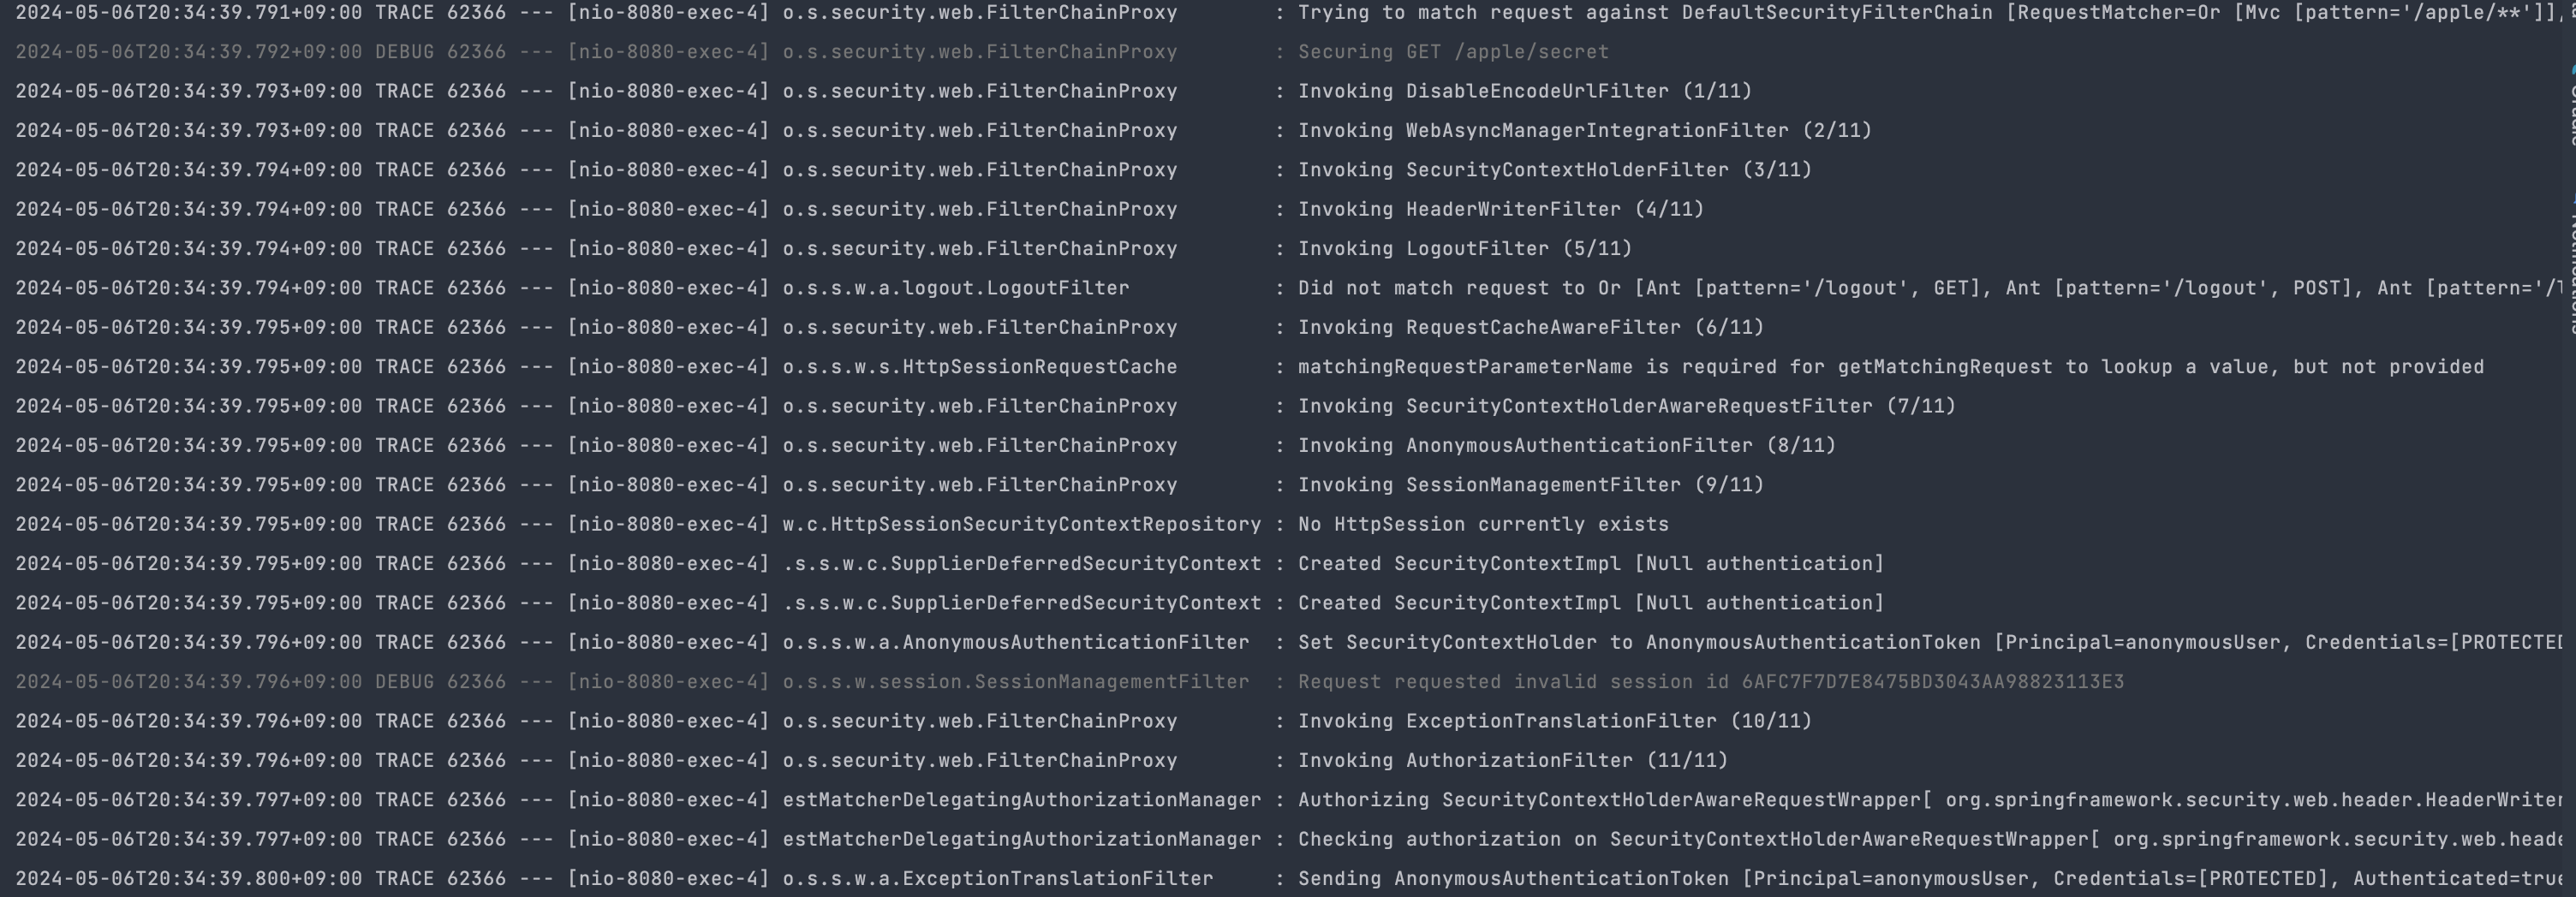 2024-05-06T20:34:39.791+09:00 TRACE 62366 --- [nio-8080-exec-4] o.s.security.web.FilterChainProxy        : Trying to match request against DefaultSecurityFilterChain [RequestMatcher=Or [Mvc [pattern='/apple/**']],
2024-05-06T20:34:39.792+09:00 DEBUG 62366 --- [nio-8080-exec-4] o.s.security.web.FilterChainProxy        : Securing GET /apple/secret
2024-05-06T20:34:39.793+09:00 TRACE 62366 --- [nio-8080-exec-4] o.s.security.web.FilterChainProxy        : Invoking DisableEncodeUrlFilter (1/11)
2024-05-06T20:34:39.793+09:00 TRACE 62366 --- [nio-8080-exec-4] o.s.security.web.FilterChainProxy        : Invoking WebAsyncManagerIntegrationFilter (2/11)
2024-05-06T20:34:39.794+09:00 TRACE 62366 --- [nio-8080-exec-4] o.s.security.web.FilterChainProxy        : Invoking SecurityContextHolderFilter (3/11)
2024-05-06T20:34:39.794+09:00 TRACE 62366 --- [nio-8080-exec-4] o.s.security.web.FilterChainProxy        : Invoking HeaderWriterFilter (4/11)
2024-05-06T20:34:39.794+09:00 TRACE 62366 --- [nio-8080-exec-4] o.s.security.web.FilterChainProxy        : Invoking LogoutFilter (5/11)
2024-05-06T20:34:39.794+09:00 TRACE 62366 --- [nio-8080-exec-4] o.s.s.w.a.logout.LogoutFilter            : Did not match request to Or [Ant [pattern='/logout', GET], Ant [pattern='/logout', POST], Ant [pattern='/
2024-05-06T20:34:39.795+09:00 TRACE 62366 --- [nio-8080-exec-4] o.s.security.web.FilterChainProxy        : Invoking RequestCacheAwareFilter (6/11)
2024-05-06T20:34:39.795+09:00 TRACE 62366 --- [nio-8080-exec-4] o.s.s.w.s.HttpSessionRequestCache        : matchingRequestParameterName is required for getMatchingRequest to lookup a value, but not provided
2024-05-06T20:34:39.795+09:00 TRACE 62366 --- [nio-8080-exec-4] o.s.security.web.FilterChainProxy        : Invoking SecurityContextHolderAwareRequestFilter (7/11)
2024-05-06T20:34:39.795+09:00 TRACE 62366 --- [nio-8080-exec-4] o.s.security.web.FilterChainProxy        : Invoking AnonymousAuthenticationFilter (8/11)
2024-05-06T20:34:39.795+09:00 TRACE 62366 --- [nio-8080-exec-4] o.s.security.web.FilterChainProxy        : Invoking SessionManagementFilter (9/11)
2024-05-06T20:34:39.795+09:00 TRACE 62366 --- [nio-8080-exec-4] w.c.HttpSessionSecurityContextRepository : No HttpSession currently exists
2024-05-06T20:34:39.795+09:00 TRACE 62366 --- [nio-8080-exec-4] .s.s.w.c.SupplierDeferredSecurityContext : Created SecurityContextImpl [Null authentication]
2024-05-06T20:34:39.795+09:00 TRACE 62366 --- [nio-8080-exec-4] .s.s.w.c.SupplierDeferredSecurityContext : Created SecurityContextImpl [Null authentication]
2024-05-06T20:34:39.796+09:00 TRACE 62366 --- [nio-8080-exec-4] o.s.s.w.a.AnonymousAuthenticationFilter  : Set SecurityContextHolder to AnonymousAuthenticationToken [Principal=anonymousUser, Credentials=[PROTECTED
2024-05-06T20:34:39.796+09:00 DEBUG 62366 --- [nio-8080-exec-4] o.s.s.w.session.SessionManagementFilter  : Request requested invalid session id 6AFC7F7D7E8475BD3043AA98823113E3
2024-05-06T20:34:39.796+09:00 TRACE 62366 --- [nio-8080-exec-4] o.s.security.web.FilterChainProxy        : Invoking ExceptionTranslationFilter (10/11)
2024-05-06T20:34:39.796+09:00 TRACE 62366 --- [nio-8080-exec-4] o.s.security.web.FilterChainProxy        : Invoking AuthorizationFilter (11/11)
2024-05-06T20:34:39.797+09:00 TRACE 62366 --- [nio-8080-exec-4] estMatcherDelegatingAuthorizationManager : Authorizing SecurityContextHolderAwareRequestWrapper[ org.springframework.security.web.header.HeaderWriter
2024-05-06T20:34:39.797+09:00 TRACE 62366 --- [nio-8080-exec-4] estMatcherDelegatingAuthorizationManager : Checking authorization on SecurityContextHolderAwareRequestWrapper[ org.springframework.security.web.heade
2024-05-06T20:34:39.800+09:00 TRACE 62366 --- [nio-8080-exec-4] o.s.s.w.a.ExceptionTranslationFilter     : Sending AnonymousAuthenticationToken [Principal=anonymousUser, Credentials=[PROTECTED], Authenticated=true